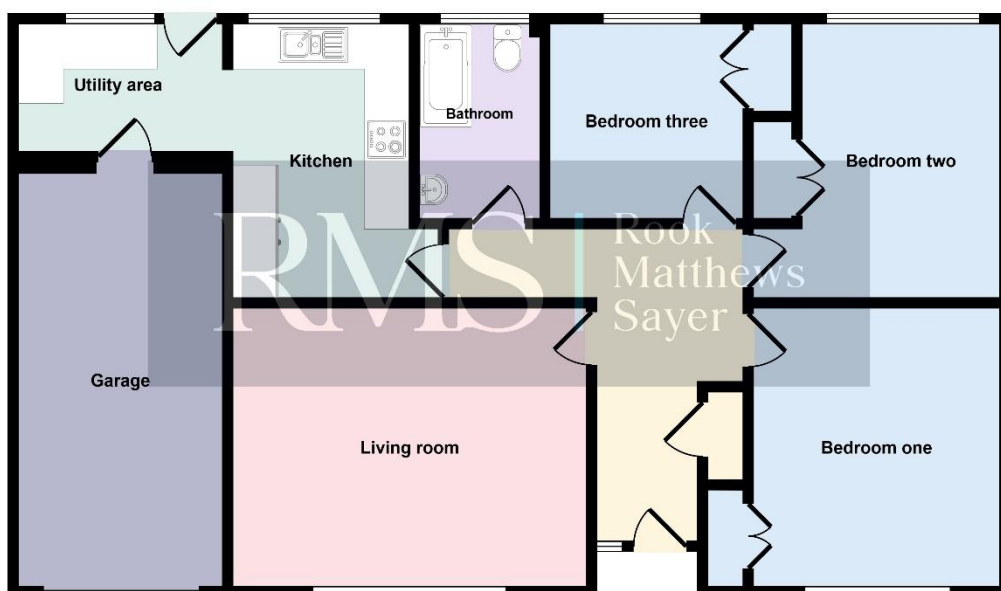 Utility area
Kitchen
Bathroom
Bedroom three
Bedroom two
RMS
Rook
Matthews
Sayer
Garage
Living room
Bedroom one